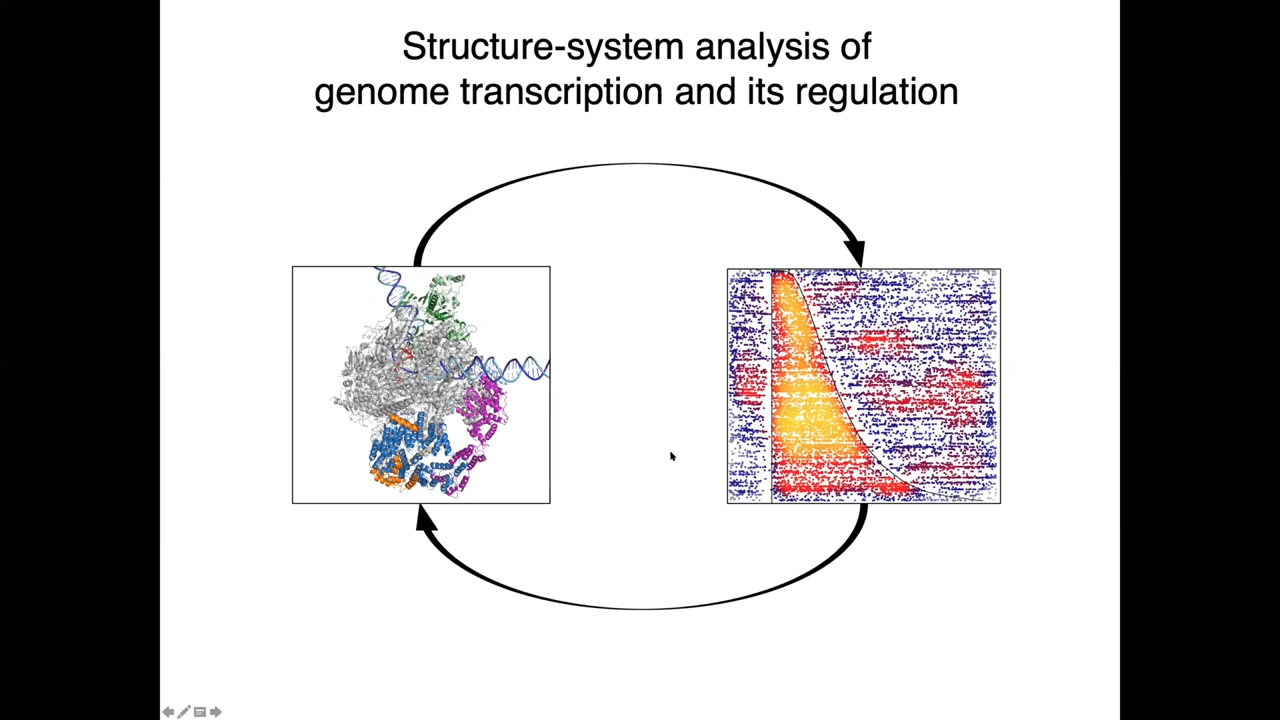 Structure-system analysis of
genome transcription and its regulation